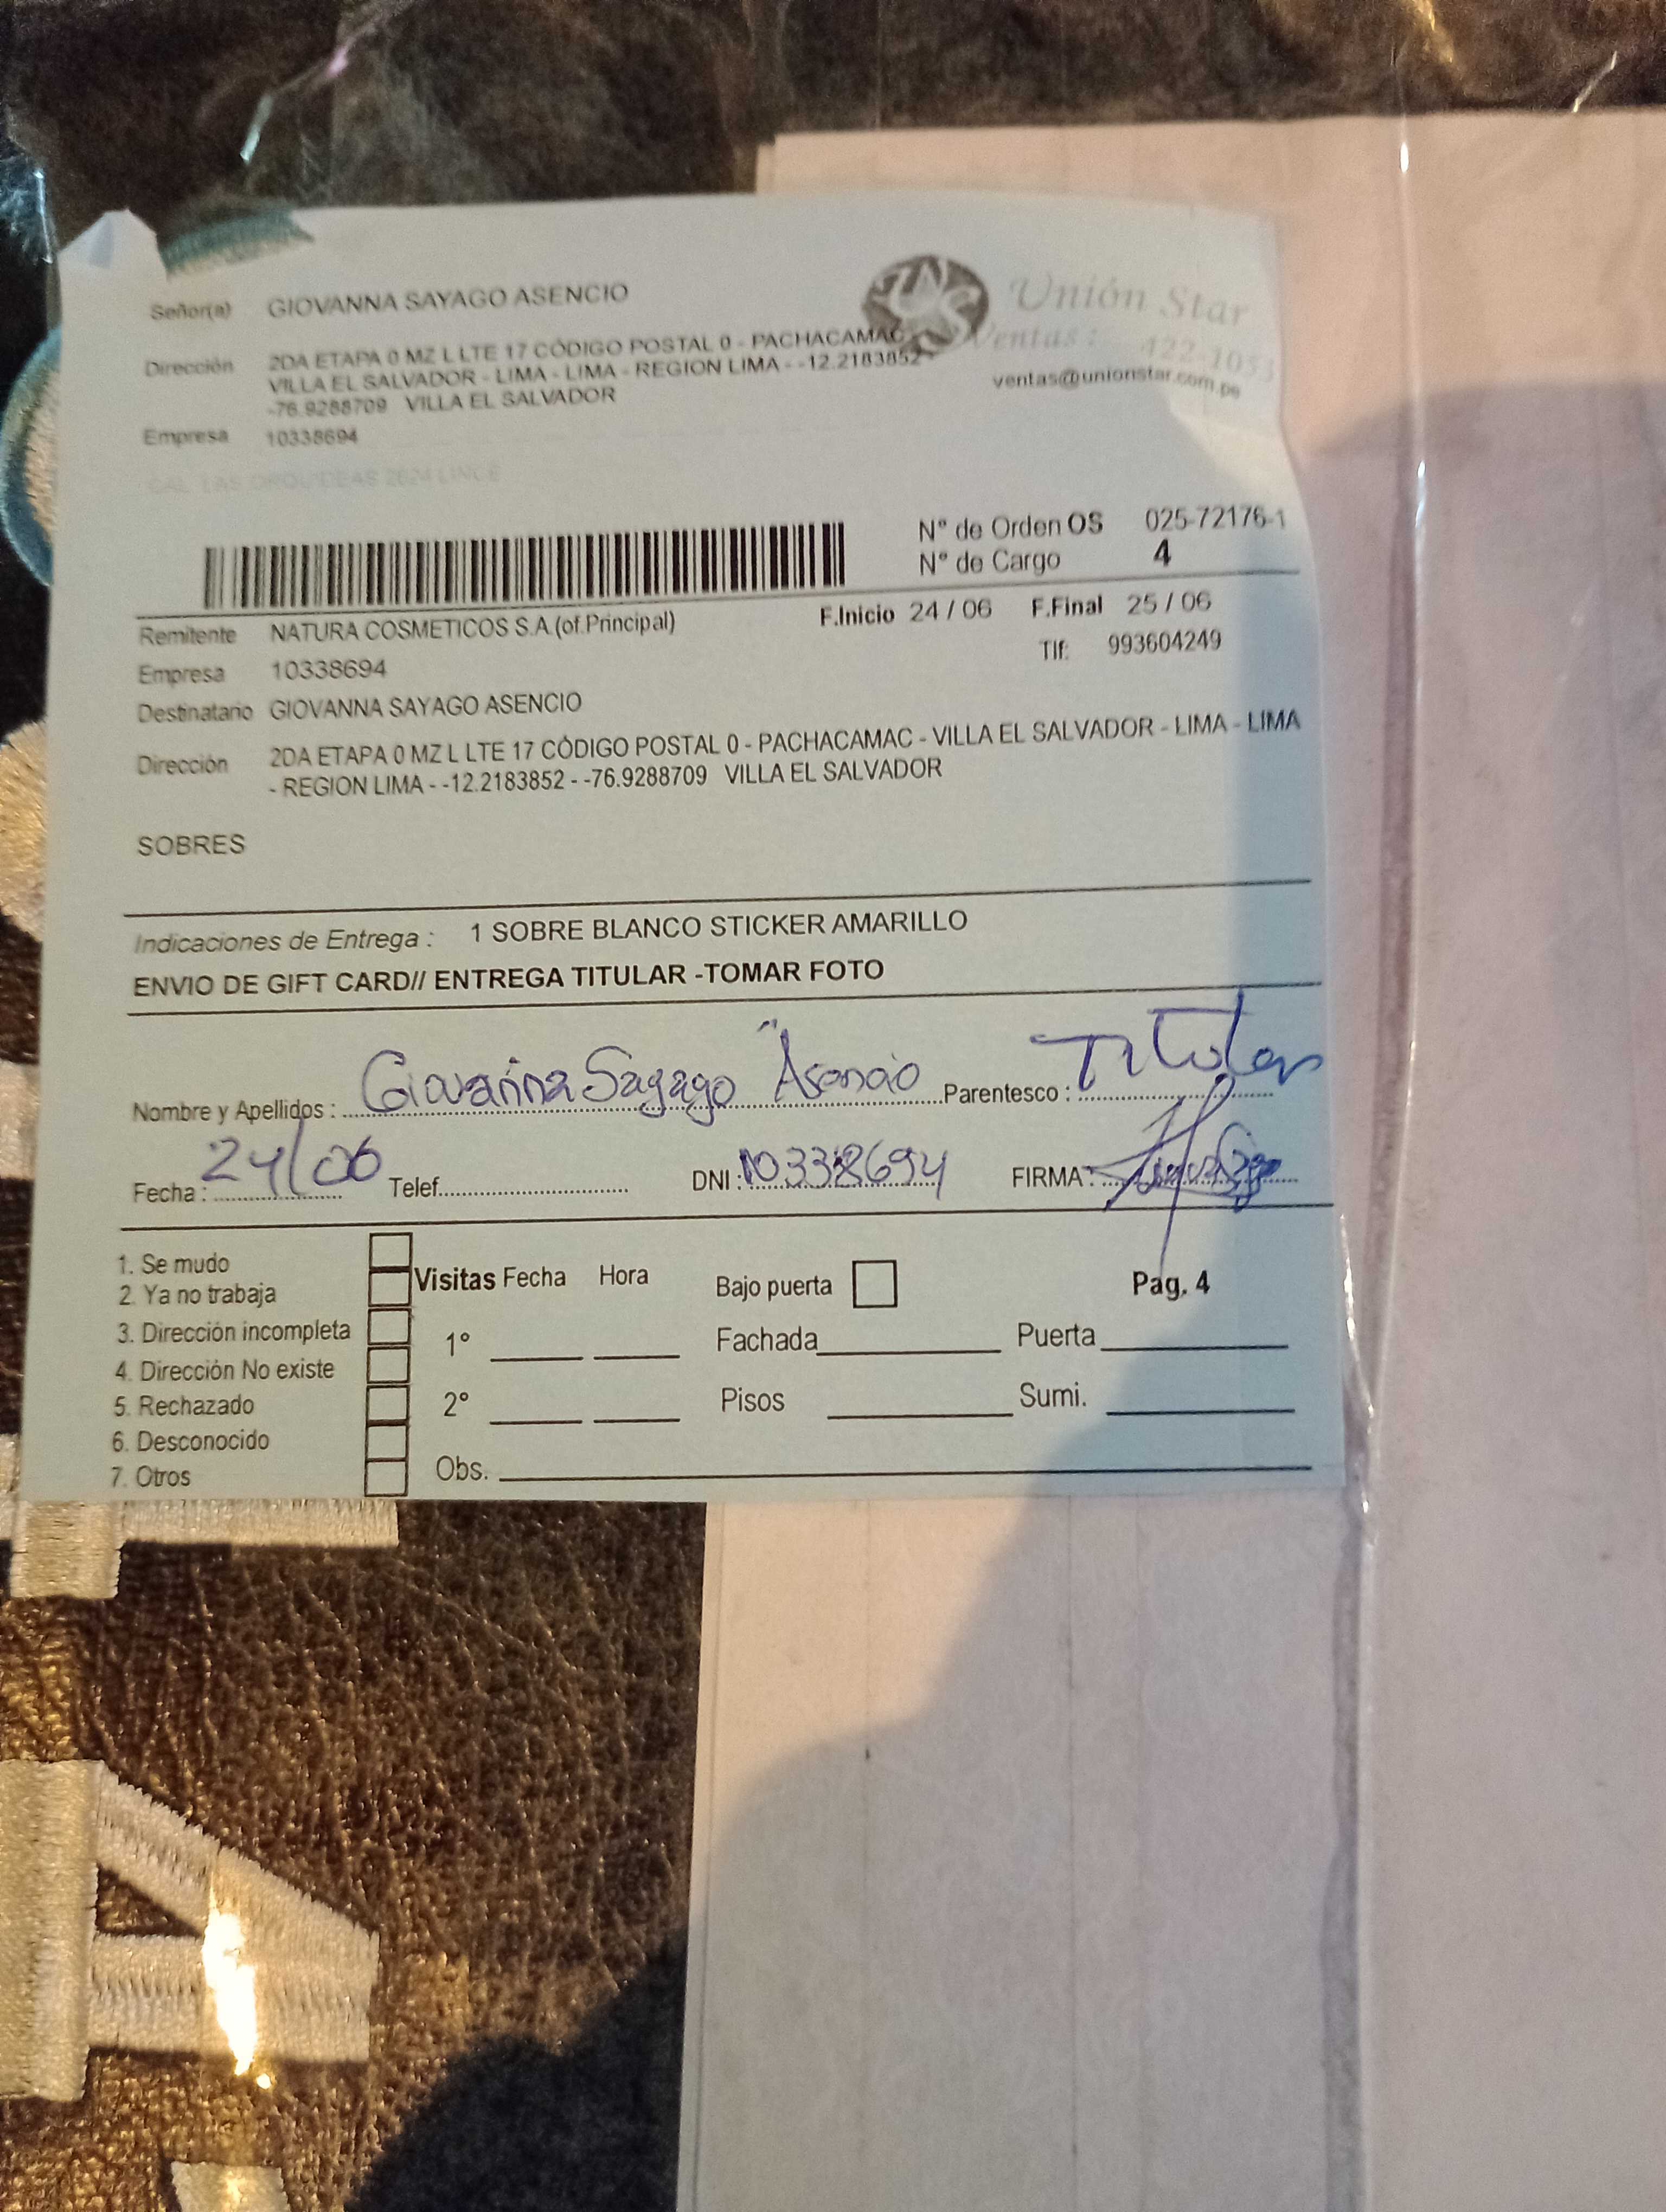 Señor(a) GIOVANNA SAYAGO ASENCIO
Unión Star
Ventas: 422-1053
ventas@unionstar.com.pe
Dirección 2DA ETAPA 0 MZ L LTE 17 CÓDIGO POSTAL 0 - PACHACAMAC
VILLA EL SALVADOR - LIMA - LIMA - REGION LIMA - -12.2183852
-76.9288709 VILLA EL SALVADOR
Empresa 10338694
CAL LAS ORQUIDEAS 2624 LINCE
N° de Orden OS 025-72176-1
N° de Cargo 4
F.Inicio 24 / 06 F.Final 25 / 06
Remitente NATURA COSMETICOS S.A.(of.Principal)
Tlf: 993604249
Empresa 10338694
Destinatario GIOVANNA SAYAGO ASENCIO
Dirección 2DA ETAPA 0 MZ L LTE 17 CÓDIGO POSTAL 0 - PACHACAMAC - VILLA EL SALVADOR - LIMA - LIMA
- REGION LIMA - -12.2183852 - -76.9288709 VILLA EL SALVADOR
SOBRES
Indicaciones de Entrega : 1 SOBRE BLANCO STICKER AMARILLO
ENVIO DE GIFT CARD// ENTREGA TITULAR -TOMAR FOTO
Nombre y Apellidos : Giovanna Sayago Asencio Parentesco : Titular
Fecha : 24/06 Telef. DNI : 10338694 FIRMA :
1. Se mudo
2. Ya no trabaja
3. Dirección incompleta
4. Dirección No existe
5. Rechazado
6. Desconocido
7. Otros
Visitas Fecha Hora Bajo puerta Pag. 4
1° Fachada Puerta
2° Pisos Sumi.
Obs.